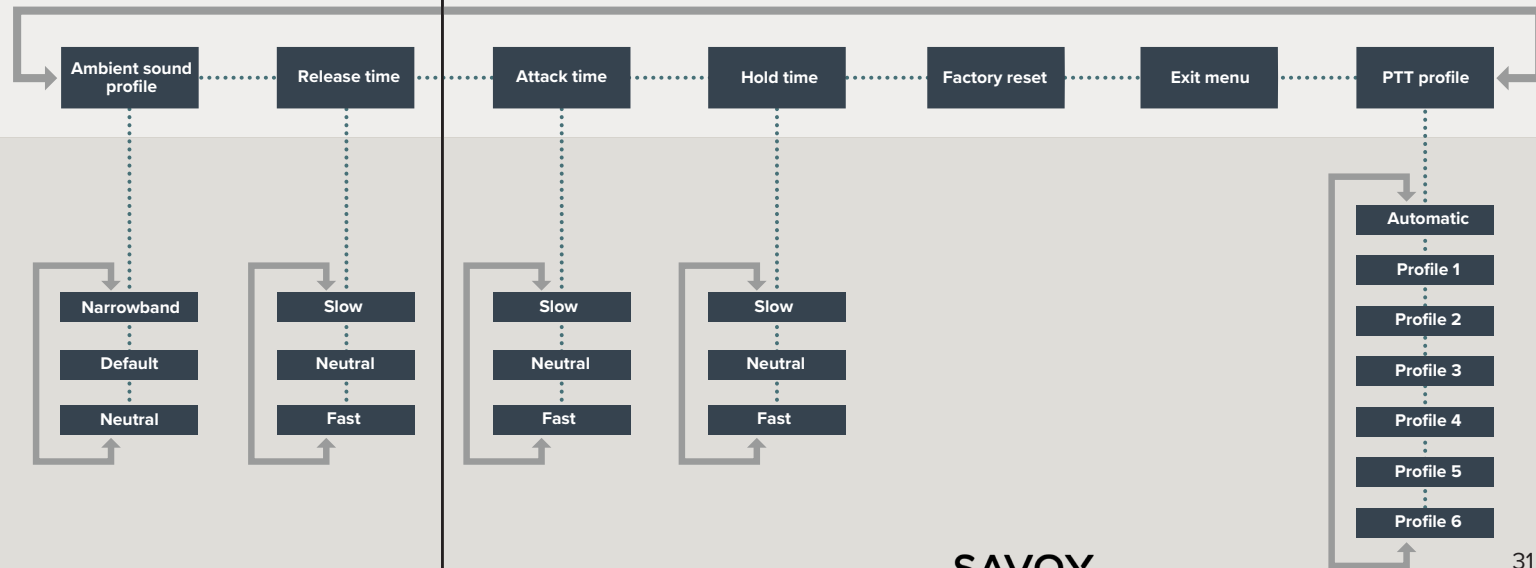 Ambient sound
profile
Release time
Attack time
Hold time
Factory reset
Exit menu
PTT profile
Narrowband
Default
Neutral
Slow
Neutral
Fast
Slow
Neutral
Fast
Slow
Neutral
Fast
Automatic
Profile 1
Profile 2
Profile 3
Profile 4
Profile 5
Profile 6
SAVOX
31